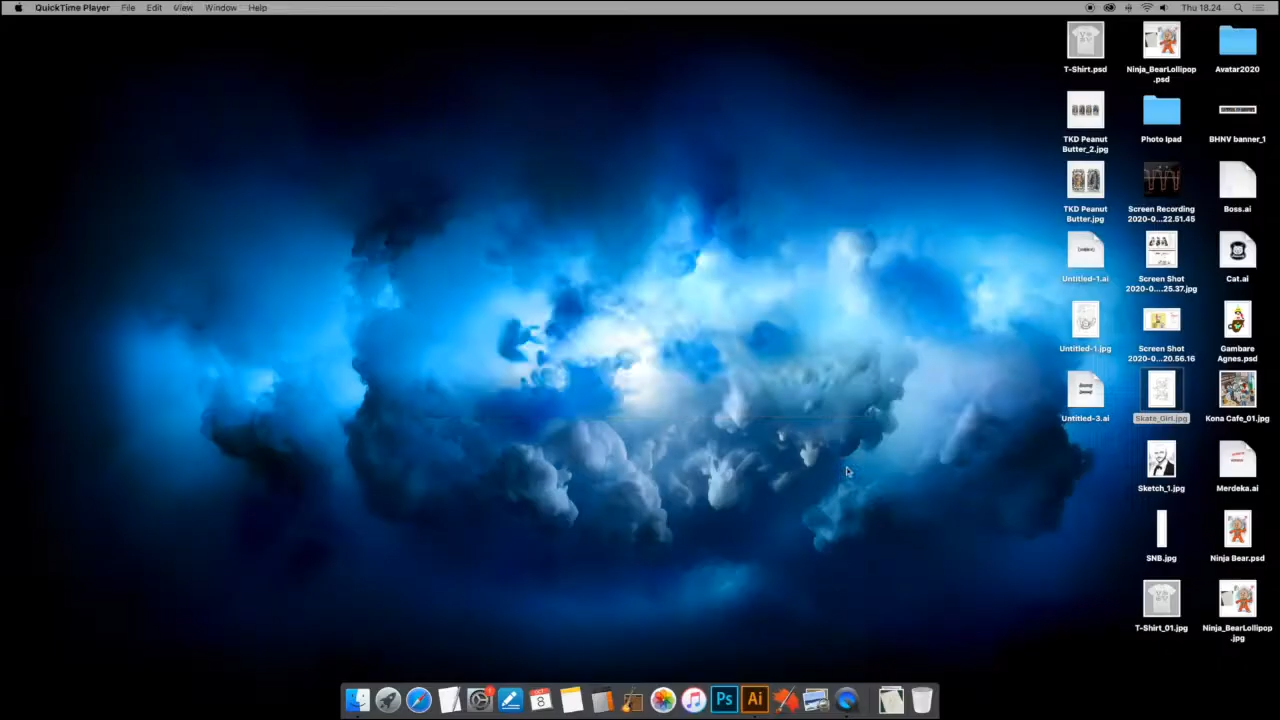 QuickTime Player File Edit View Window Help Thu 18.24
T-Shirt.psd
Ninja_BearLollipop
.psd
Avatar2020
TKD Peanut
Butter_2.jpg
Photo Ipad
BHNV banner_1
TKD Peanut
Butter.jpg
Screen Recording
2020-0...22.51.45
Boss.ai
Untitled-1.ai
Screen Shot
2020-0....25.37.jpg
Cat.ai
Untitled-1.jpg
Screen Shot
2020-0...20.56.16
Gambare
Agnes.psd
Untitled-3.ai
Skate_Girl.jpg
Kona Cafe_01.jpg
Sketch_1.jpg
Merdeka.ai
SNB.jpg
Ninja Bear.psd
T-Shirt_01.jpg
Ninja_BearLollipop
.jpg
OCT
8
Ps
Ai